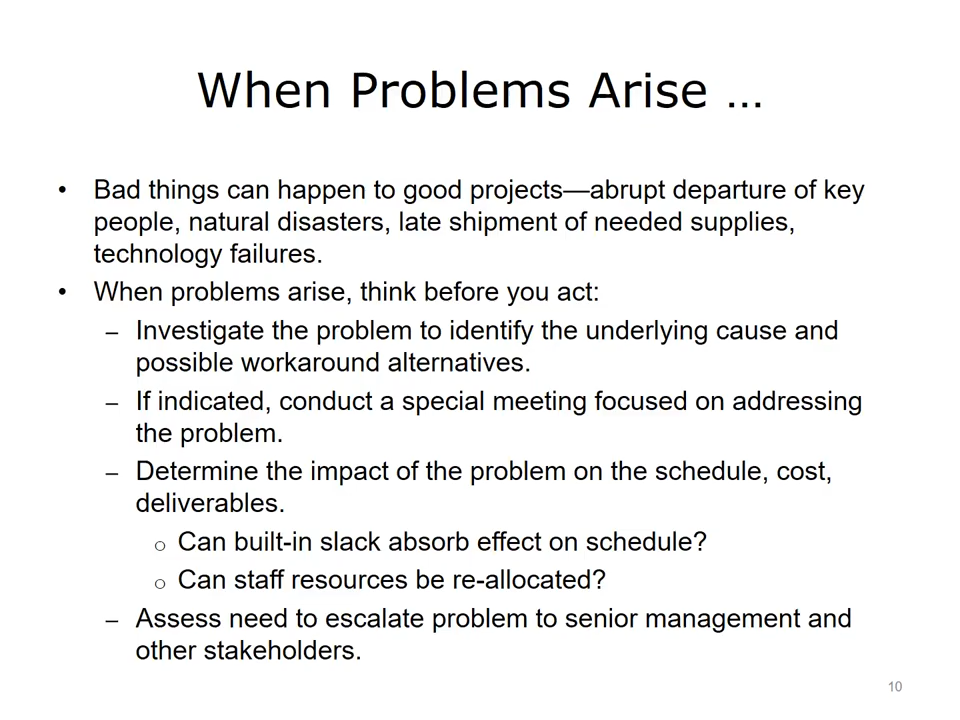 When Problems Arise …
• Bad things can happen to good projects—abrupt departure of key
people, natural disasters, late shipment of needed supplies,
technology failures.
• When problems arise, think before you act:
– Investigate the problem to identify the underlying cause and
possible workaround alternatives.
– If indicated, conduct a special meeting focused on addressing
the problem.
– Determine the impact of the problem on the schedule, cost,
deliverables.
○ Can built-in slack absorb effect on schedule?
○ Can staff resources be re-allocated?
– Assess need to escalate problem to senior management and
other stakeholders.
10